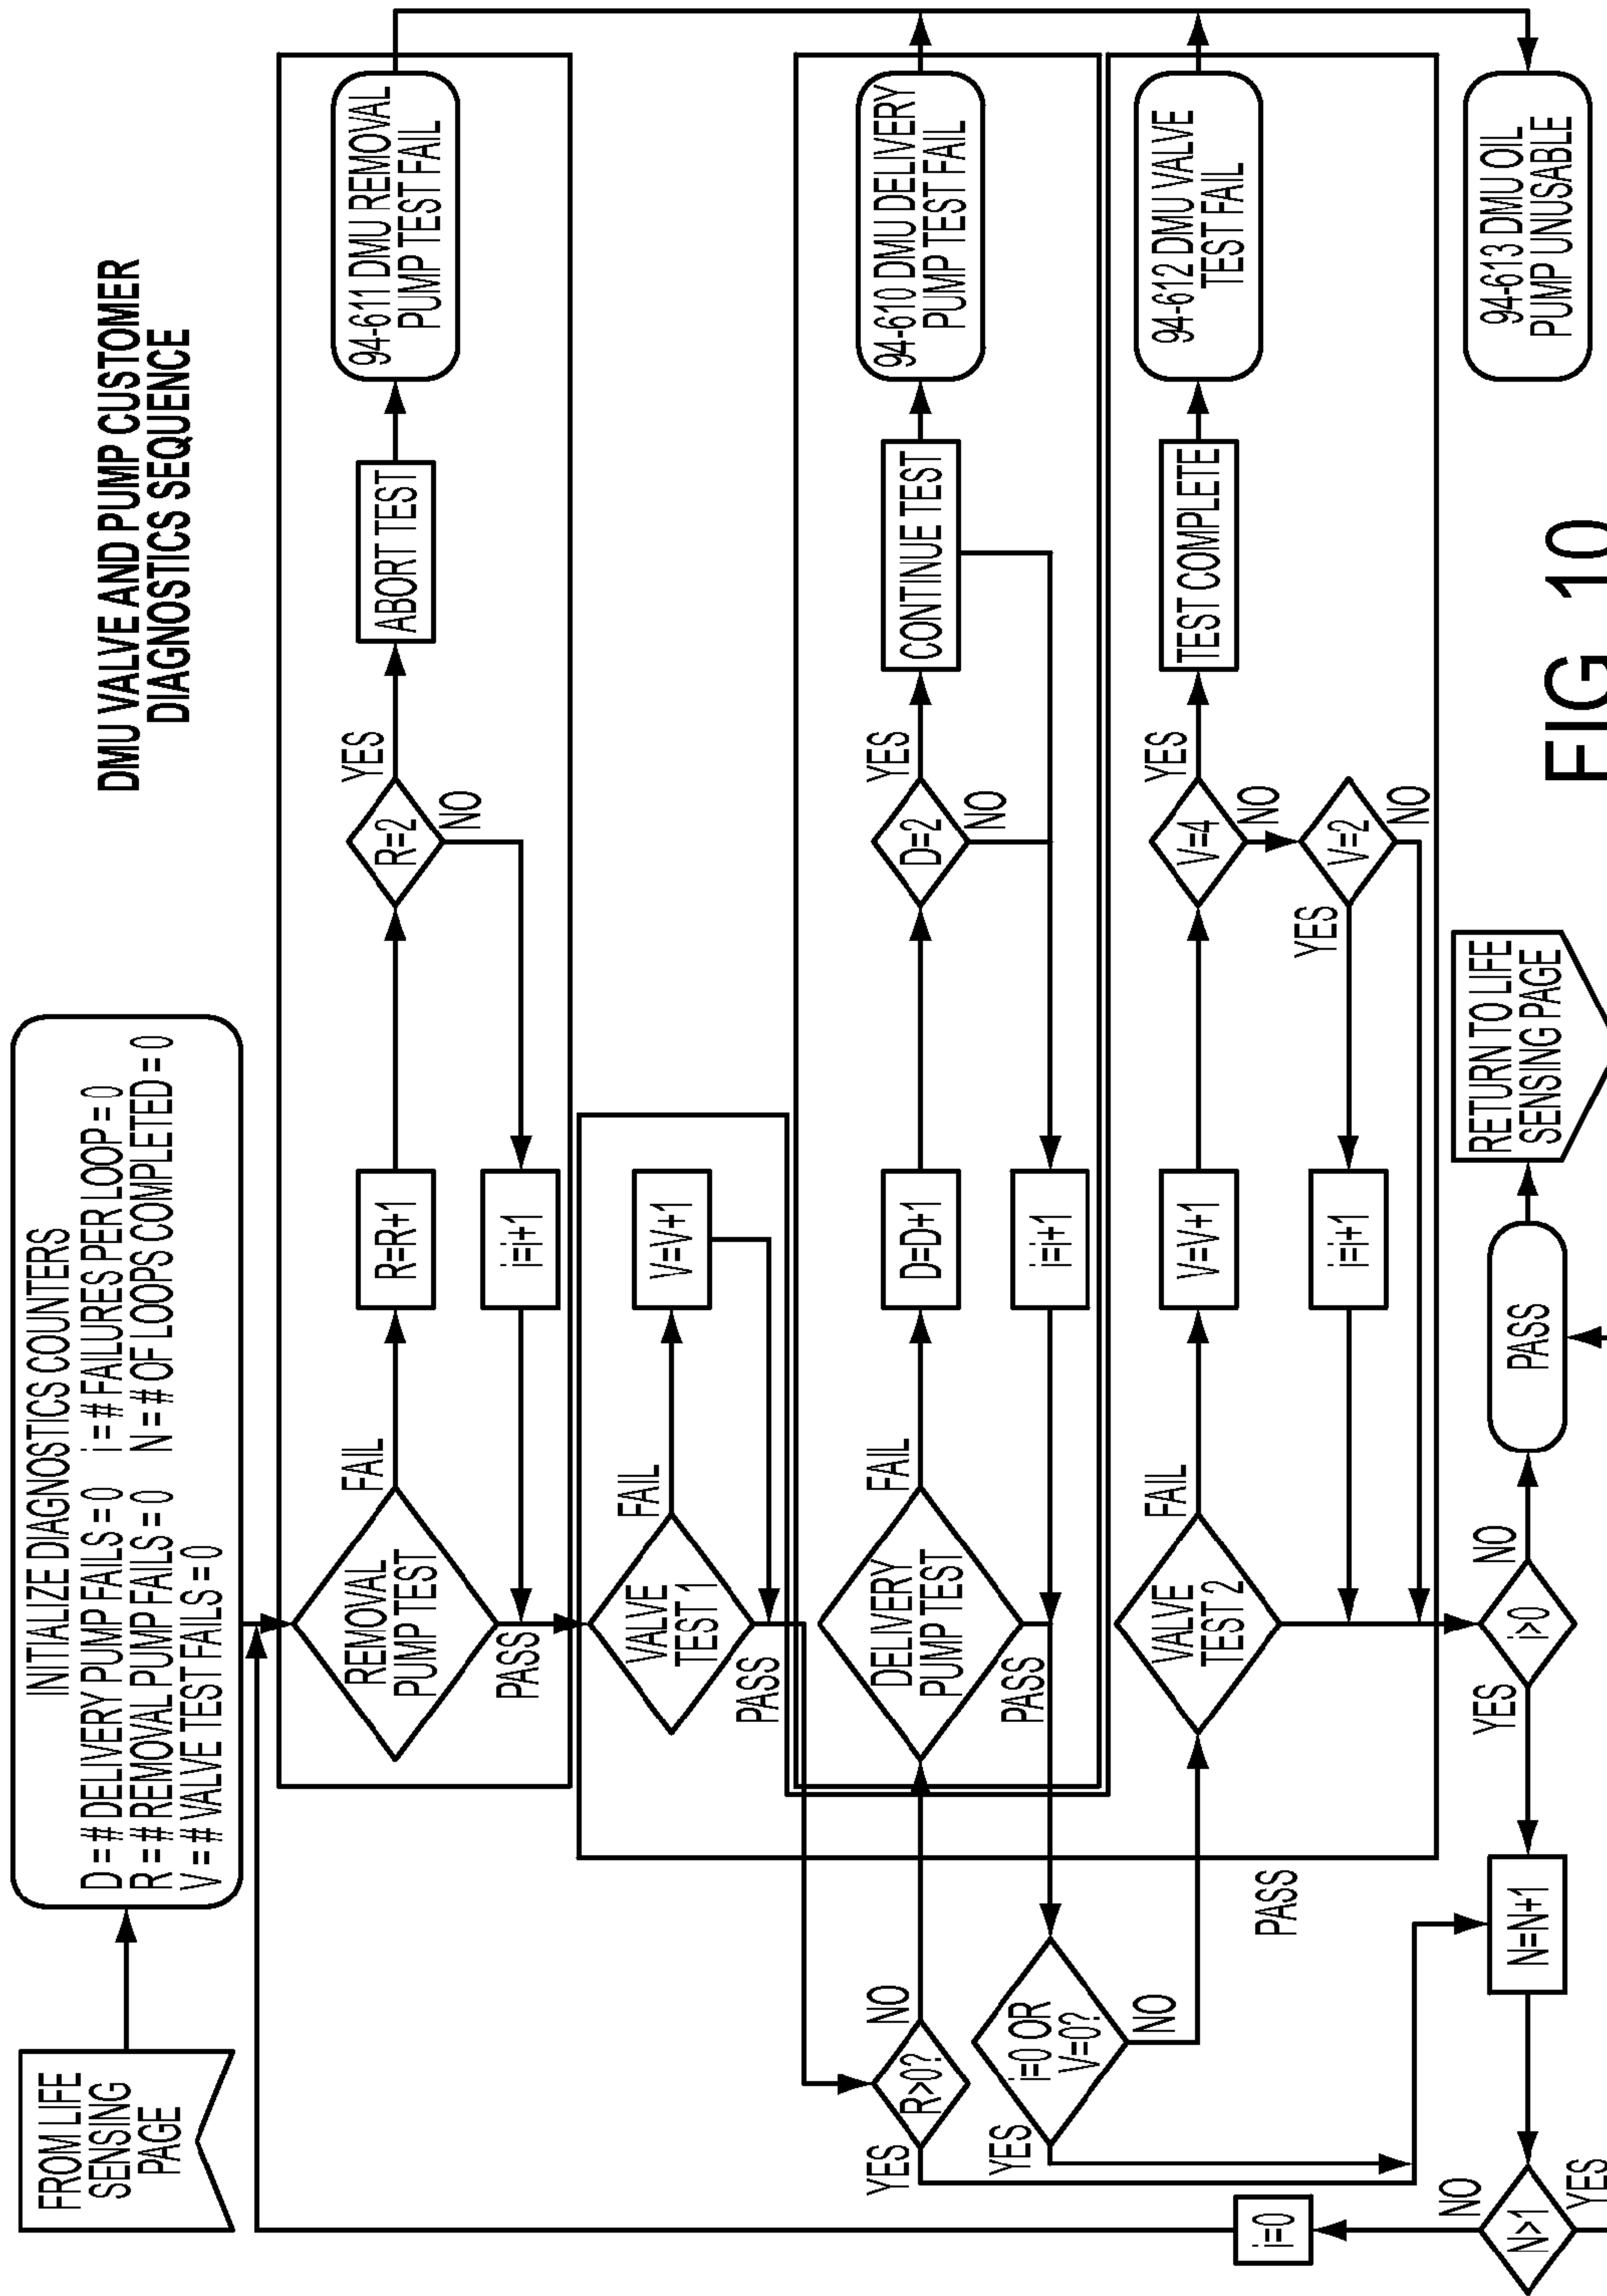 DMU VALVE AND PUMP CUSTOMER
DIAGNOSTICS SEQUENCE
FROM LIFE
SENSING
PAGE
INITIALIZE DIAGNOSTICS COUNTERS
D = # DELIVERY PUMP FAILS = 0 i = # FAILURES PER LOOP = 0
R = # REMOVAL PUMP FAILS = 0 N = # OF LOOPS COMPLETED = 0
V = # VALVE TEST FAILS = 0
REMOVAL
PUMP TEST
FAIL
R=R+1
R=2
YES
ABORT TEST
94-611 DMU REMOVAL
PUMP TEST FAIL
NO
i=i+1
PASS
VALVE
TEST 1
FAIL
V=V+1
PASS
R>0?
YES
NO
DELIVERY
PUMP TEST
FAIL
D=D+1
D=2
YES
CONTINUE TEST
94-610 DMU DELIVERY
PUMP TEST FAIL
NO
i=i+1
PASS
i=0 OR
V=0?
YES
NO
VALVE
TEST 2
FAIL
V=V+1
V=4
YES
TEST COMPLETE
94-612 DMU VALVE
TEST FAIL
NO
V=2
YES
NO
i=i+1
PASS
i>0
YES
NO
PASS
RETURN TO LIFE
SENSING PAGE
94-613 DMU OIL
PUMP UNUSABLE
N=N+1
N>1
NO
YES
i=0
FIG. 10